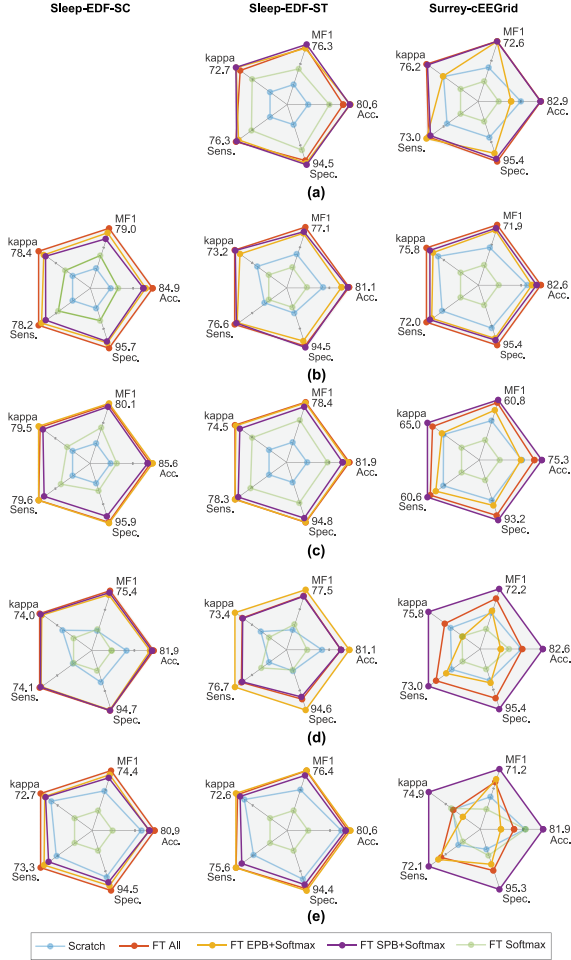 Sleep-EDF-SC Sleep-EDF-ST Surrey-cEEGrid
MF1
76.3
kappa
72.7
80.6
Acc.
76.3
Sens.
94.5
Spec.
MF1
72.6
kappa
76.2
82.9
Acc.
73.0
Sens.
95.4
Spec.
(a)
MF1
79.0
kappa
78.4
84.9
Acc.
78.2
Sens.
95.7
Spec.
MF1
77.1
kappa
73.2
81.1
Acc.
76.6
Sens.
94.5
Spec.
MF1
71.9
kappa
75.8
82.6
Acc.
72.0
Sens.
95.4
Spec.
(b)
MF1
80.1
kappa
79.5
85.6
Acc.
79.6
Sens.
95.9
Spec.
MF1
78.4
kappa
74.5
81.9
Acc.
78.3
Sens.
94.8
Spec.
MF1
60.8
kappa
65.0
75.3
Acc.
60.6
Sens.
93.2
Spec.
(c)
MF1
75.4
kappa
74.0
81.9
Acc.
74.1
Sens.
94.7
Spec.
MF1
77.5
kappa
73.4
81.1
Acc.
76.7
Sens.
94.6
Spec.
MF1
72.2
kappa
75.8
82.6
Acc.
73.0
Sens.
95.4
Spec.
(d)
MF1
74.4
kappa
72.7
80.9
Acc.
73.3
Sens.
94.5
Spec.
MF1
76.4
kappa
72.6
80.6
Acc.
75.6
Sens.
94.4
Spec.
MF1
71.2
kappa
74.9
81.9
Acc.
72.1
Sens.
95.3
Spec.
(e)
Scratch FT All FT EPB+Softmax FT SPB+Softmax FT Softmax